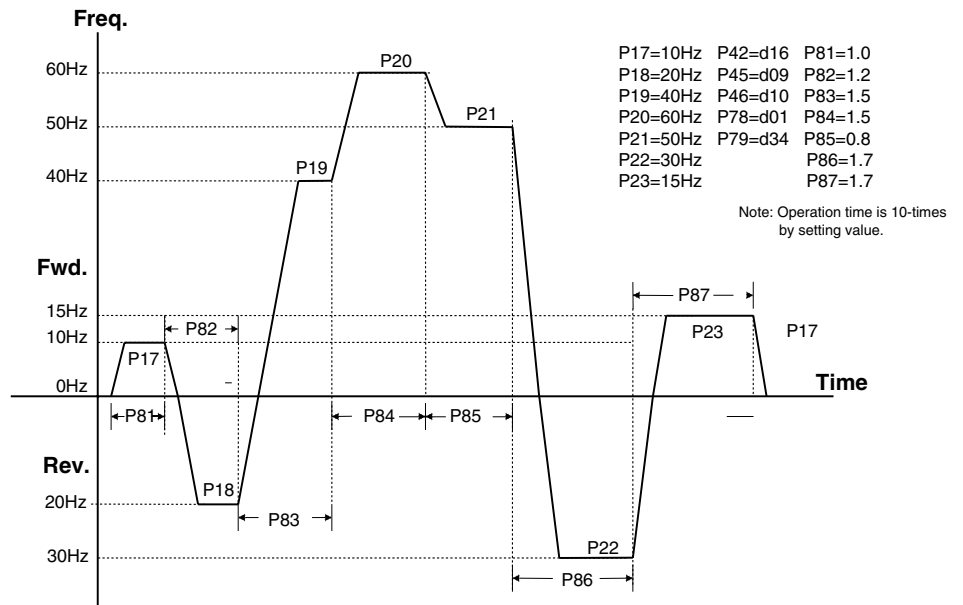 Freq.
P17=10Hz P42=d16 P81=1.0
P18=20Hz P45=d09 P82=1.2
P19=40Hz P46=d10 P83=1.5
P20=60Hz P78=d01 P84=1.5
P21=50Hz P79=d34 P85=0.8
P22=30Hz P86=1.7
P23=15Hz P87=1.7
Note: Operation time is 10-times
by setting value.
60Hz
P20
50Hz
P21
40Hz
P19
Fwd.
15Hz
10Hz
0Hz
P17
P82
P87
P23
P17
Time
P81
P84
P85
Rev.
20Hz
30Hz
P18
P83
P22
P86